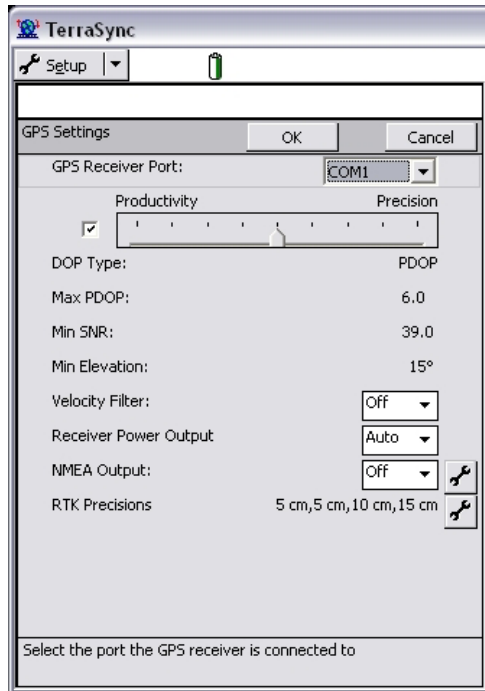 TerraSync
Setup
GPS Settings OK Cancel
GPS Receiver Port: COM1
Productivity Precision
DOP Type: PDOP
Max PDOP: 6.0
Min SNR: 39.0
Min Elevation: 15°
Velocity Filter: Off
Receiver Power Output Auto
NMEA Output: Off
RTK Precisions 5 cm,5 cm,10 cm,15 cm
Select the port the GPS receiver is connected to